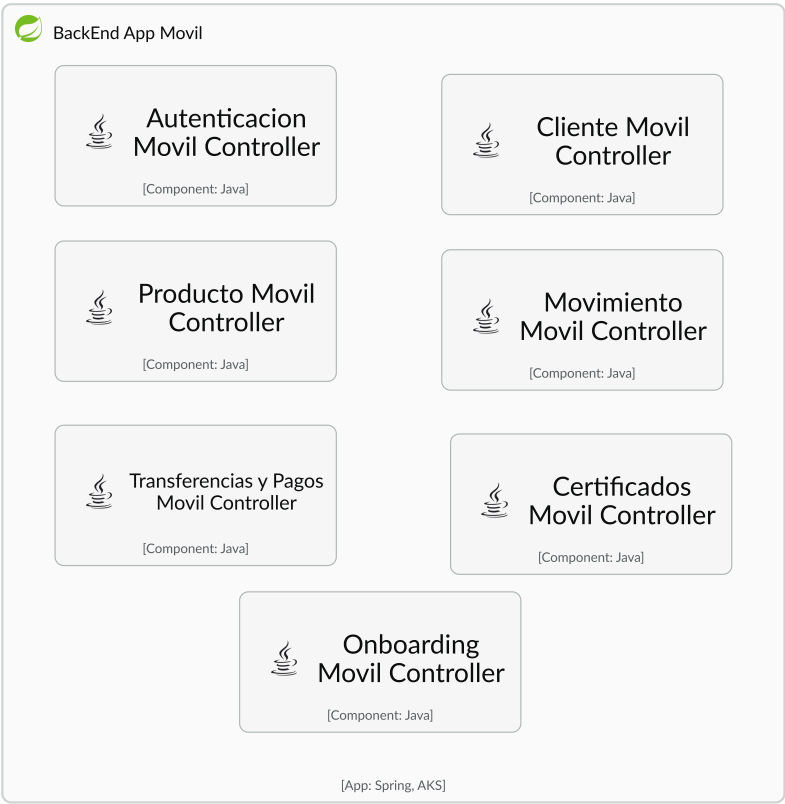 BackEnd App Movil
Autenticacion
Movil Controller
[Component: Java]
Cliente Movil
Controller
[Component: Java]
Producto Movil
Controller
[Component: Java]
Movimiento
Movil Controller
[Component: Java]
Transferencias y Pagos
Movil Controller
[Component: Java]
Certificados
Movil Controller
[Component: Java]
Onboarding
Movil Controller
[Component: Java]
[App: Spring, AKS]